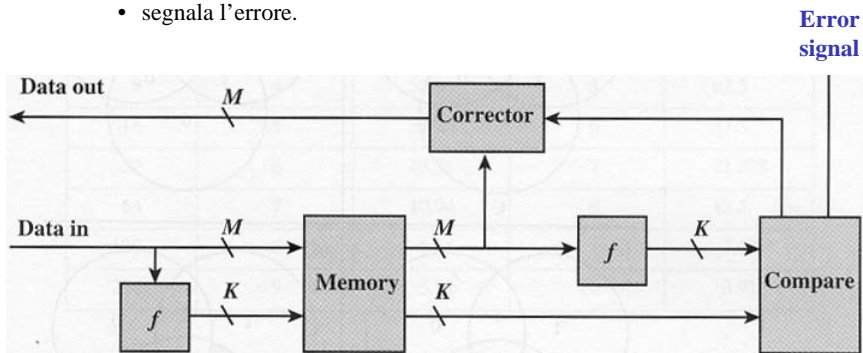 • segnala l'errore.
Error
signal
Data out
M
Corrector
Data in
M
M
K
f
Memory
Compare
K
K
f